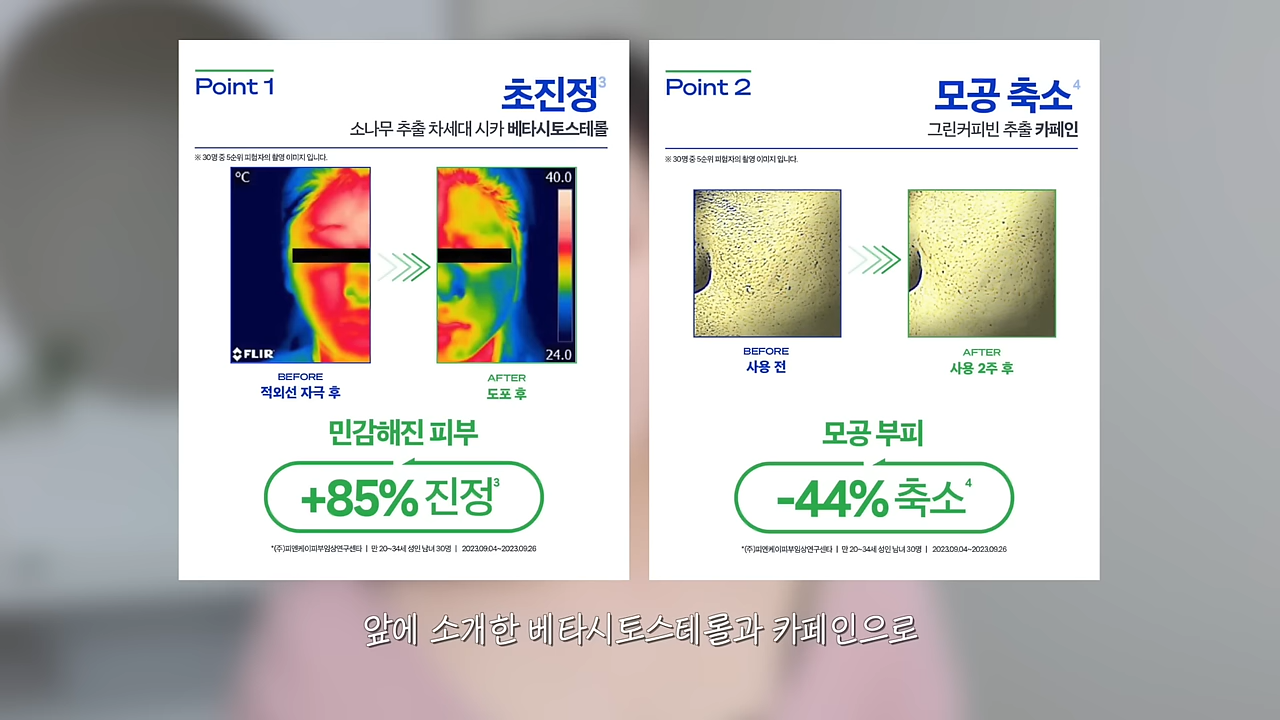 Point 1
초진정3
소나무 추출 차세대 시카 베타시토스테롤
※ 30명 중 5순위 피험자의 촬영 이미지 입니다.
°C
40.0
FLIR
24.0
BEFORE
적외선 자극 후
AFTER
도포 후
민감해진 피부
+85% 진정3
*(주)피엔케이피부임상연구센타 | 만 20~34세 성인 남녀 30명 | 2023.09.04~2023.09.26
Point 2
모공 축소4
그린커피빈 추출 카페인
※ 30명 중 5순위 피험자의 촬영 이미지 입니다.
BEFORE
사용 전
AFTER
사용 2주 후
모공 부피
-44% 축소4
*(주)피엔케이피부임상연구센타 | 만 20~34세 성인 남녀 30명 | 2023.09.04~2023.09.26
앞에 소개한 베타시토스테롤과 카페인으로